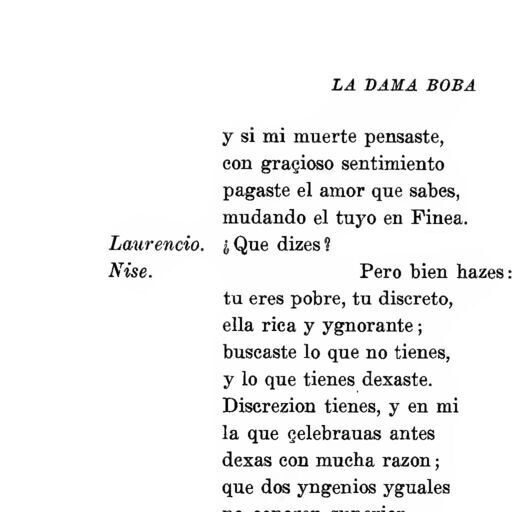 LA DAMA BOBA
y si mi muerte pensaste,
con graçioso sentimiento
pagaste el amor que sabes,
mudando el tuyo en Finea.
Laurencio. ¿Que dizes?
Nise. Pero bien hazes:
tu eres pobre, tu discreto,
ella rica y ygnorante;
buscaste lo que no tienes,
y lo que tienes dexaste.
Discrezion tienes, y en mi
la que çelebrauas antes
dexas con mucha razon;
que dos yngenios yguales